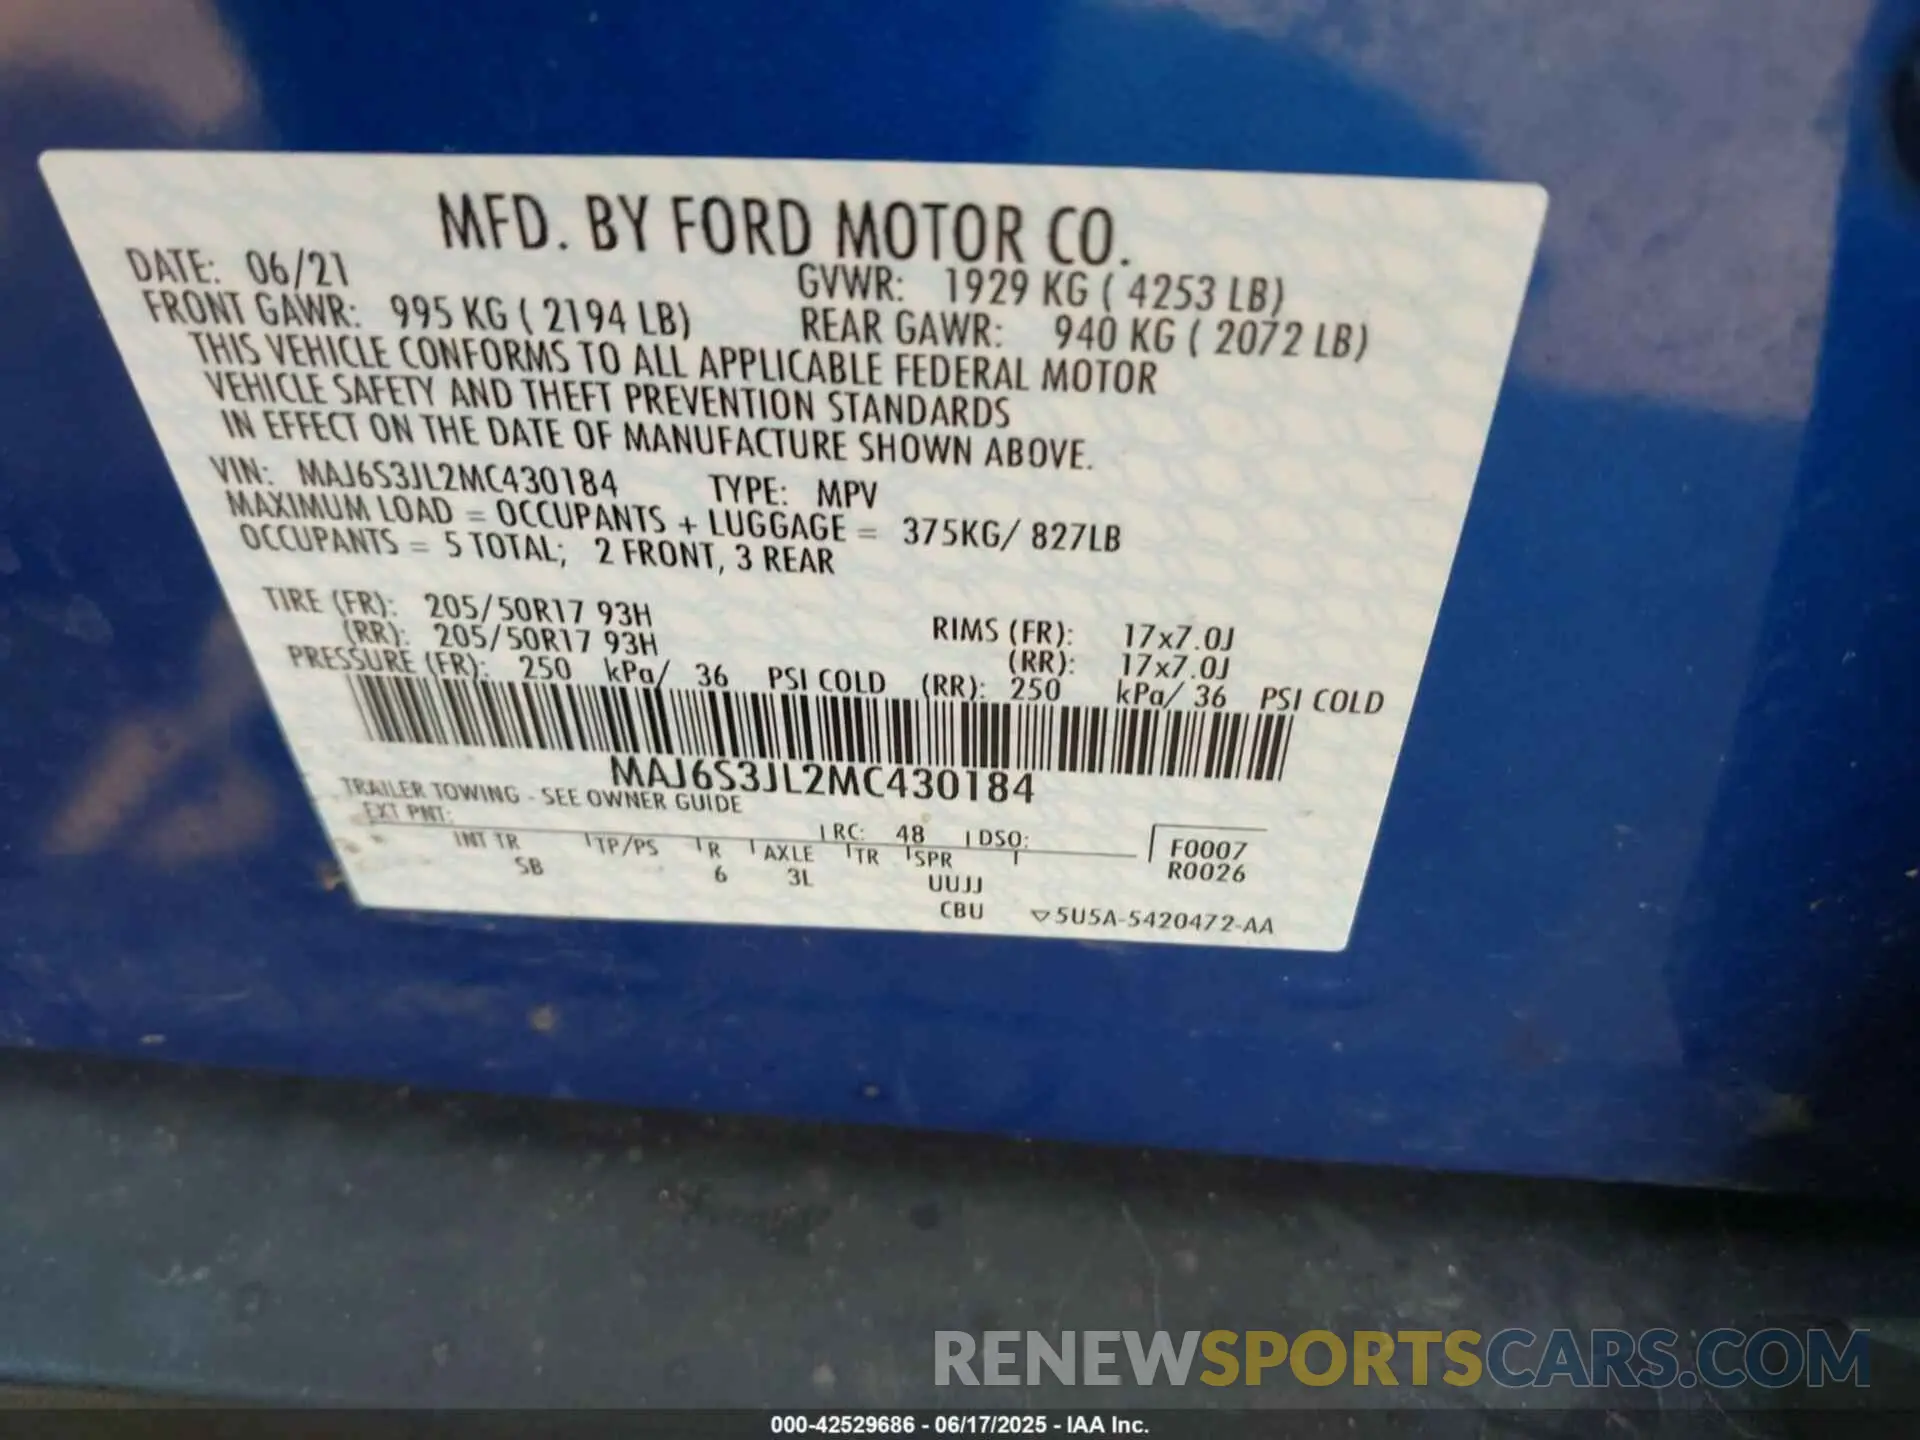 MFD. BY FORD MOTOR CO.
DATE: 06/21 GVWR: 1929 KG ( 4253 LB)
FRONT GAWR: 995 KG ( 2194 LB) REAR GAWR: 940 KG ( 2072 LB)
THIS VEHICLE CONFORMS TO ALL APPLICABLE FEDERAL MOTOR
VEHICLE SAFETY AND THEFT PREVENTION STANDARDS
IN EFFECT ON THE DATE OF MANUFACTURE SHOWN ABOVE.
VIN: MAJ6S3JL2MC430184 TYPE: MPV
MAXIMUM LOAD = OCCUPANTS + LUGGAGE = 375KG/ 827LB
OCCUPANTS = 5 TOTAL; 2 FRONT, 3 REAR
TIRE (FR): 205/50R17 93H RIMS (FR): 17x7.0J
(RR): 205/50R17 93H (RR): 17x7.0J
PRESSURE (FR): 250 kPa/ 36 PSI COLD (RR): 250 kPa/ 36 PSI COLD
MAJ6S3JL2MC430184
TRAILER TOWING - SEE OWNER GUIDE
EXT PNT: RC: 48 DSO: F0007
INT TR TP/PS R AXLE TR SPR R0026
5B 6 3L UUJJ
CBU ▽5U5A-5420472-AA
RENEWSPORTSCARS.COM
000-42529686 - 06/17/2025 - IAA Inc.